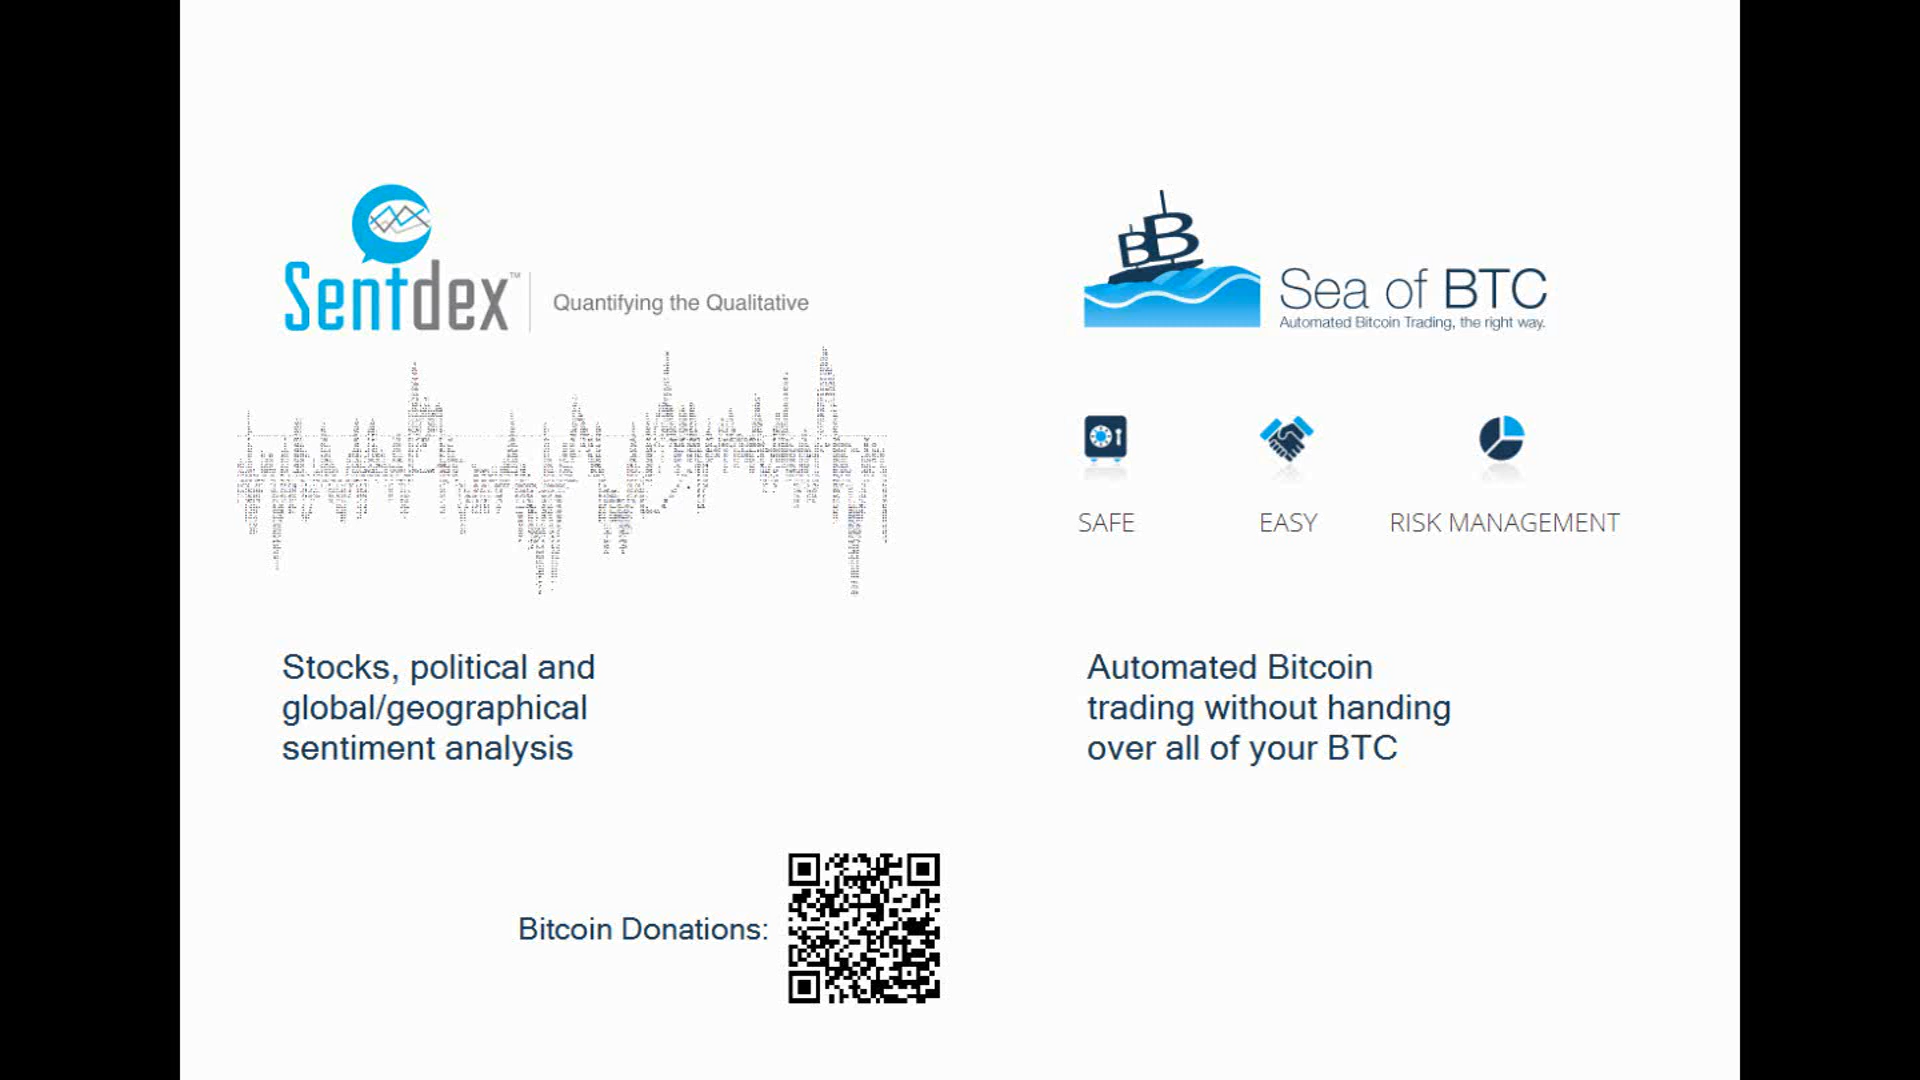 Sentdex™
Quantifying the Qualitative
Stocks, political and
global/geographical
sentiment analysis
Sea of BTC
Automated Bitcoin Trading, the right way.
SAFE
EASY
RISK MANAGEMENT
Automated Bitcoin
trading without handing
over all of your BTC
Bitcoin Donations: